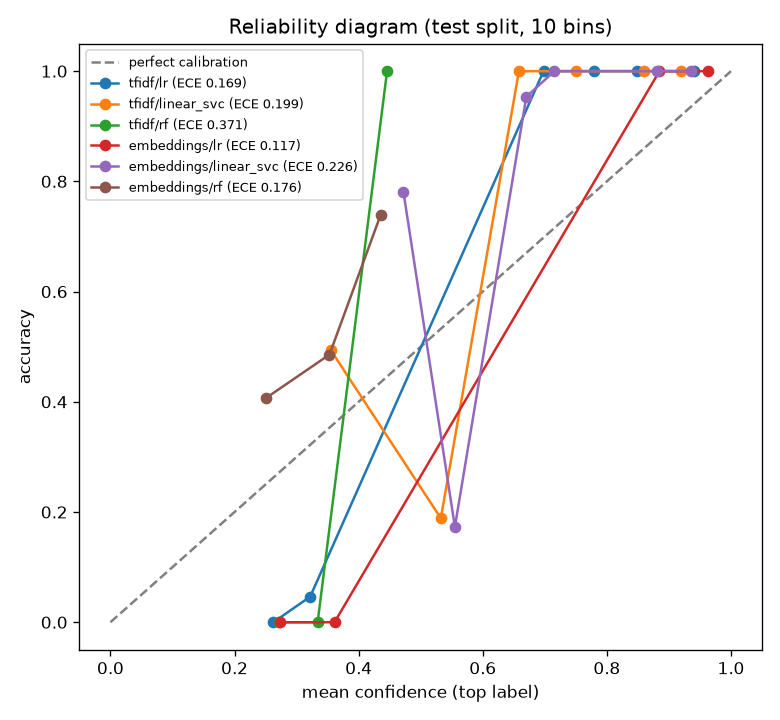 Reliability diagram (test split, 10 bins)
perfect calibration
tfidf/lr (ECE 0.169)
tfidf/linear_svc (ECE 0.199)
tfidf/rf (ECE 0.371)
embeddings/lr (ECE 0.117)
embeddings/linear_svc (ECE 0.226)
embeddings/rf (ECE 0.176)
accuracy
1.0
0.8
0.6
0.4
0.2
0.0
0.0 0.2 0.4 0.6 0.8 1.0
mean confidence (top label)